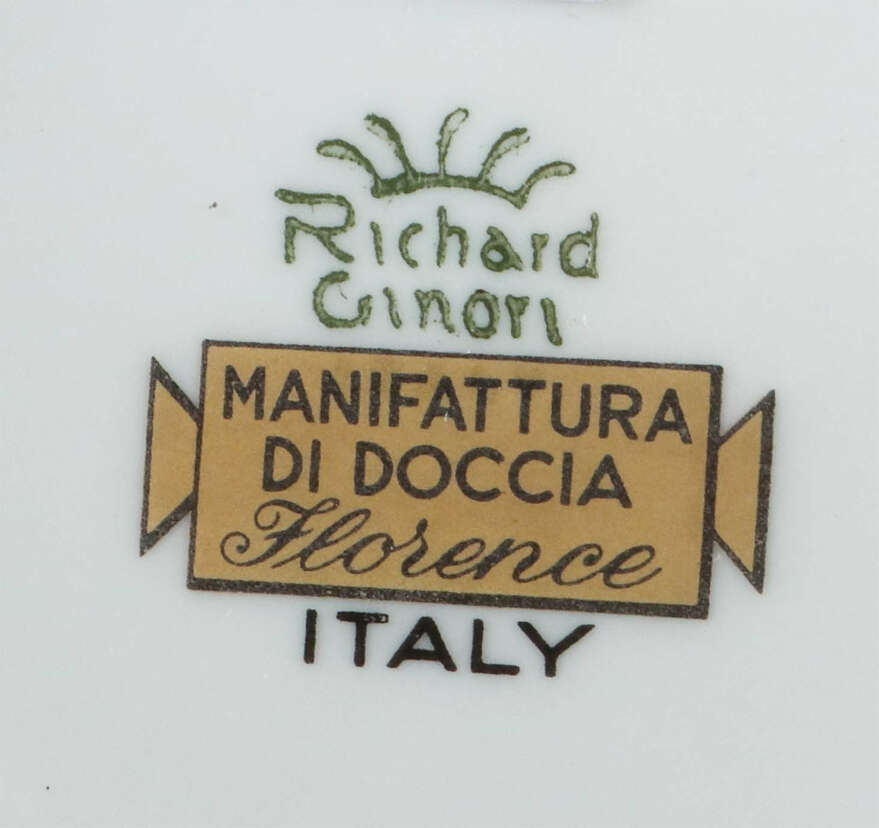 Richard
Ginori
MANIFATTURA
DI DOCCIA
Florence
ITALY